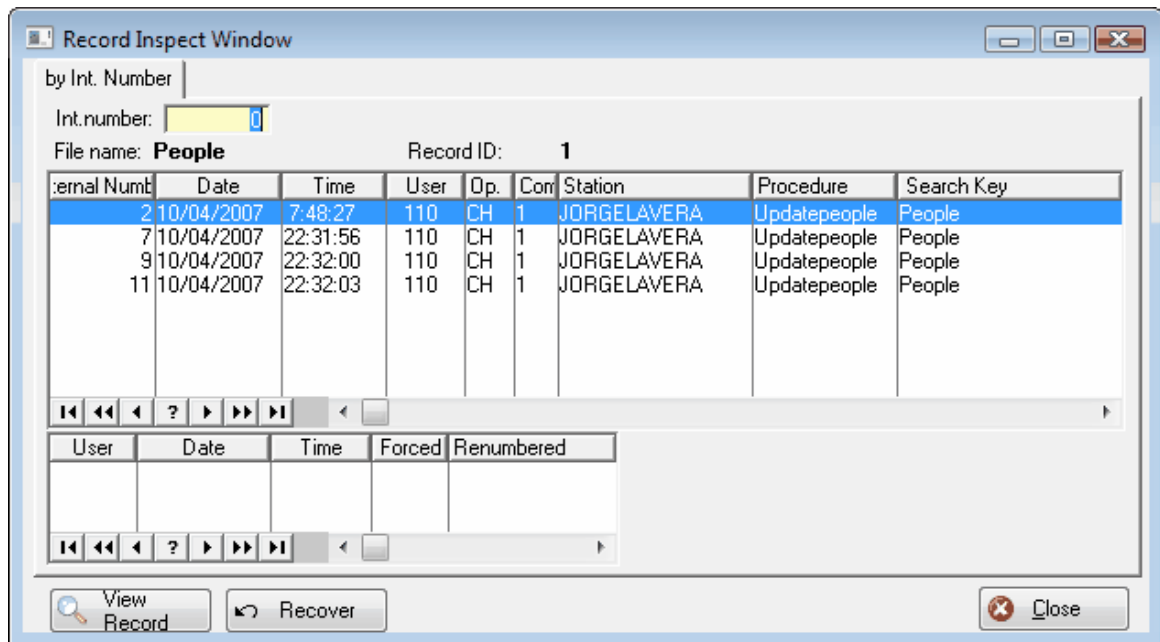 Record Inspect Window
by Int. Number
Int.number: 0
File name: People Record ID: 1
ernal Numb Date Time User Op. Com Station Procedure Search Key
2 10/04/2007 7:48:27 110 CH 1 JORGELAVERA Updatepeople People
7 10/04/2007 22:31:56 110 CH 1 JORGELAVERA Updatepeople People
9 10/04/2007 22:32:00 110 CH 1 JORGELAVERA Updatepeople People
11 10/04/2007 22:32:03 110 CH 1 JORGELAVERA Updatepeople People
?
User Date Time Forced Renumbered
?
View Record Recover Close